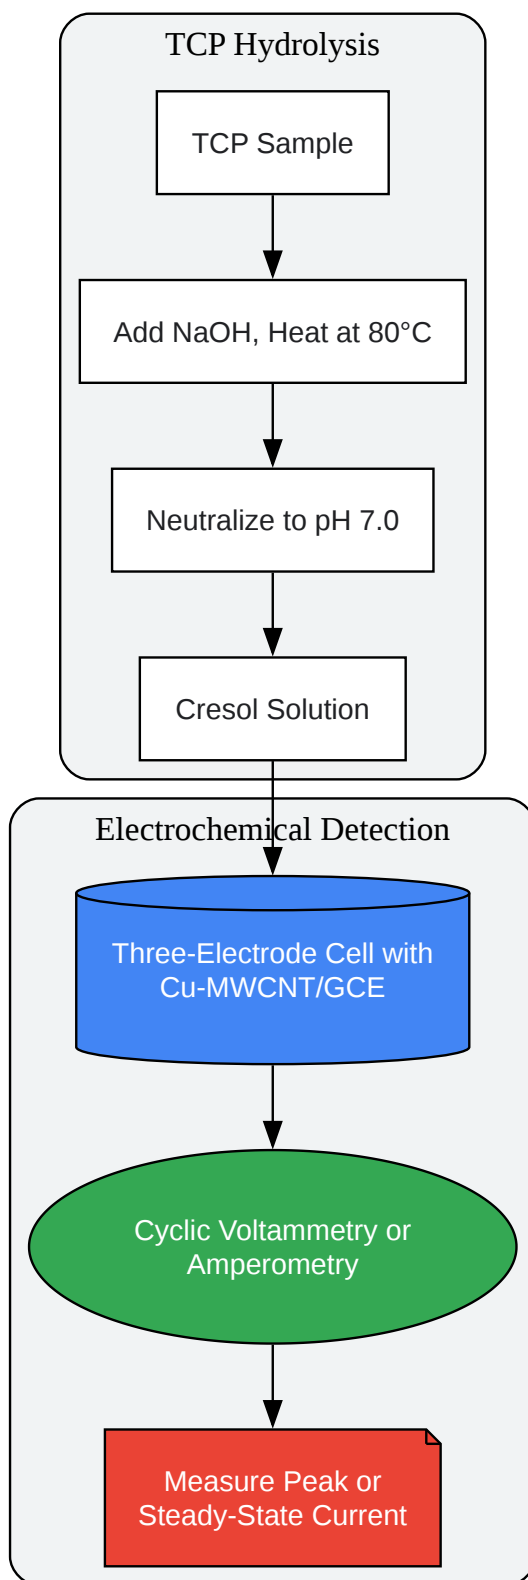 TCP Hydrolysis
TCP Sample
Add NaOH, Heat at 80°C
Neutralize to pH 7.0
Cresol Solution
Electrochemical Detection
Three-Electrode Cell with
Cu-MWCNT/GCE
Cyclic Voltammetry or
Amperometry
Measure Peak or
Steady-State Current